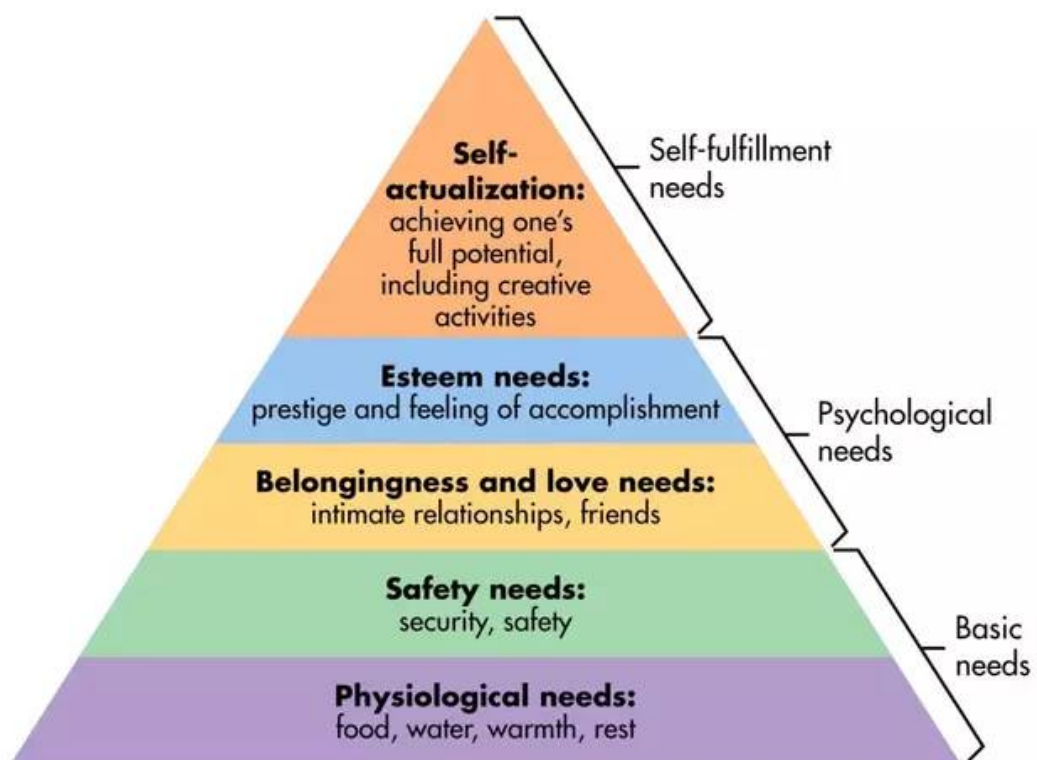 Self-
actualization:
achieving one's
full potential,
including creative
activities
Self-fulfillment
needs
Esteem needs:
prestige and feeling of accomplishment
Psychological
needs
Belongingness and love needs:
intimate relationships, friends
Safety needs:
security, safety
Basic
needs
Physiological needs:
food, water, warmth, rest